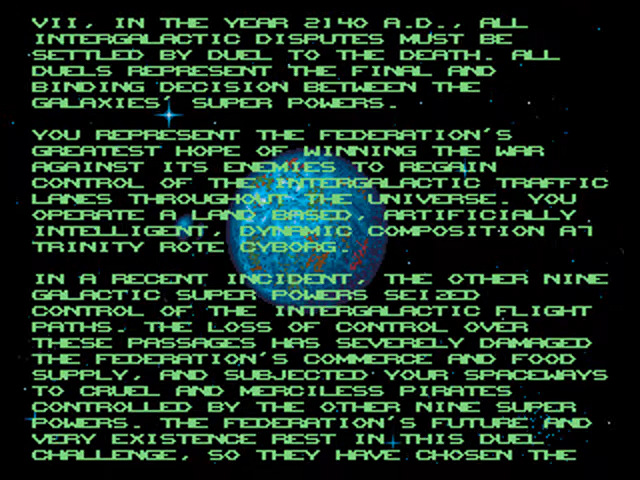 VII, IN THE YEAR 2140 A.D., ALL
INTERGALACTIC DISPUTES MUST BE
SETTLED BY DUEL TO THE DEATH. ALL
DUELS REPRESENT THE FINAL AND
BINDING DECISION BETWEEN THE
GALAXIES' SUPER POWERS.
YOU REPRESENT THE FEDERATION'S
GREATEST HOPE OF WINNING THE WAR
AGAINST ITS ENEMIES TO REGAIN
CONTROL OF THE INTERGALACTIC TRAFFIC
LANES THROUGHOUT THE UNIVERSE. YOU
OPERATE A LAND BASED, ARTIFICIALLY
INTELLIGENT, DYNAMIC COMPOSITION A7
TRINITY ROTE CYBORG.
IN A RECENT INCIDENT, THE OTHER NINE
GALACTIC SUPER POWERS SEIZED
CONTROL OF THE INTERGALACTIC FLIGHT
PATHS. THE LOSS OF CONTROL OVER
THESE PASSAGES HAS SEVERELY DAMAGED
THE FEDERATION'S COMMERCE AND FOOD
SUPPLY, AND SUBJECTED YOUR SPACEWAYS
TO CRUEL AND MERCILESS PIRATES
CONTROLLED BY THE OTHER NINE SUPER
POWERS. THE FEDERATION'S FUTURE AND
VERY EXISTENCE REST IN THIS DUEL
CHALLENGE, SO THEY HAVE CHOSEN THE